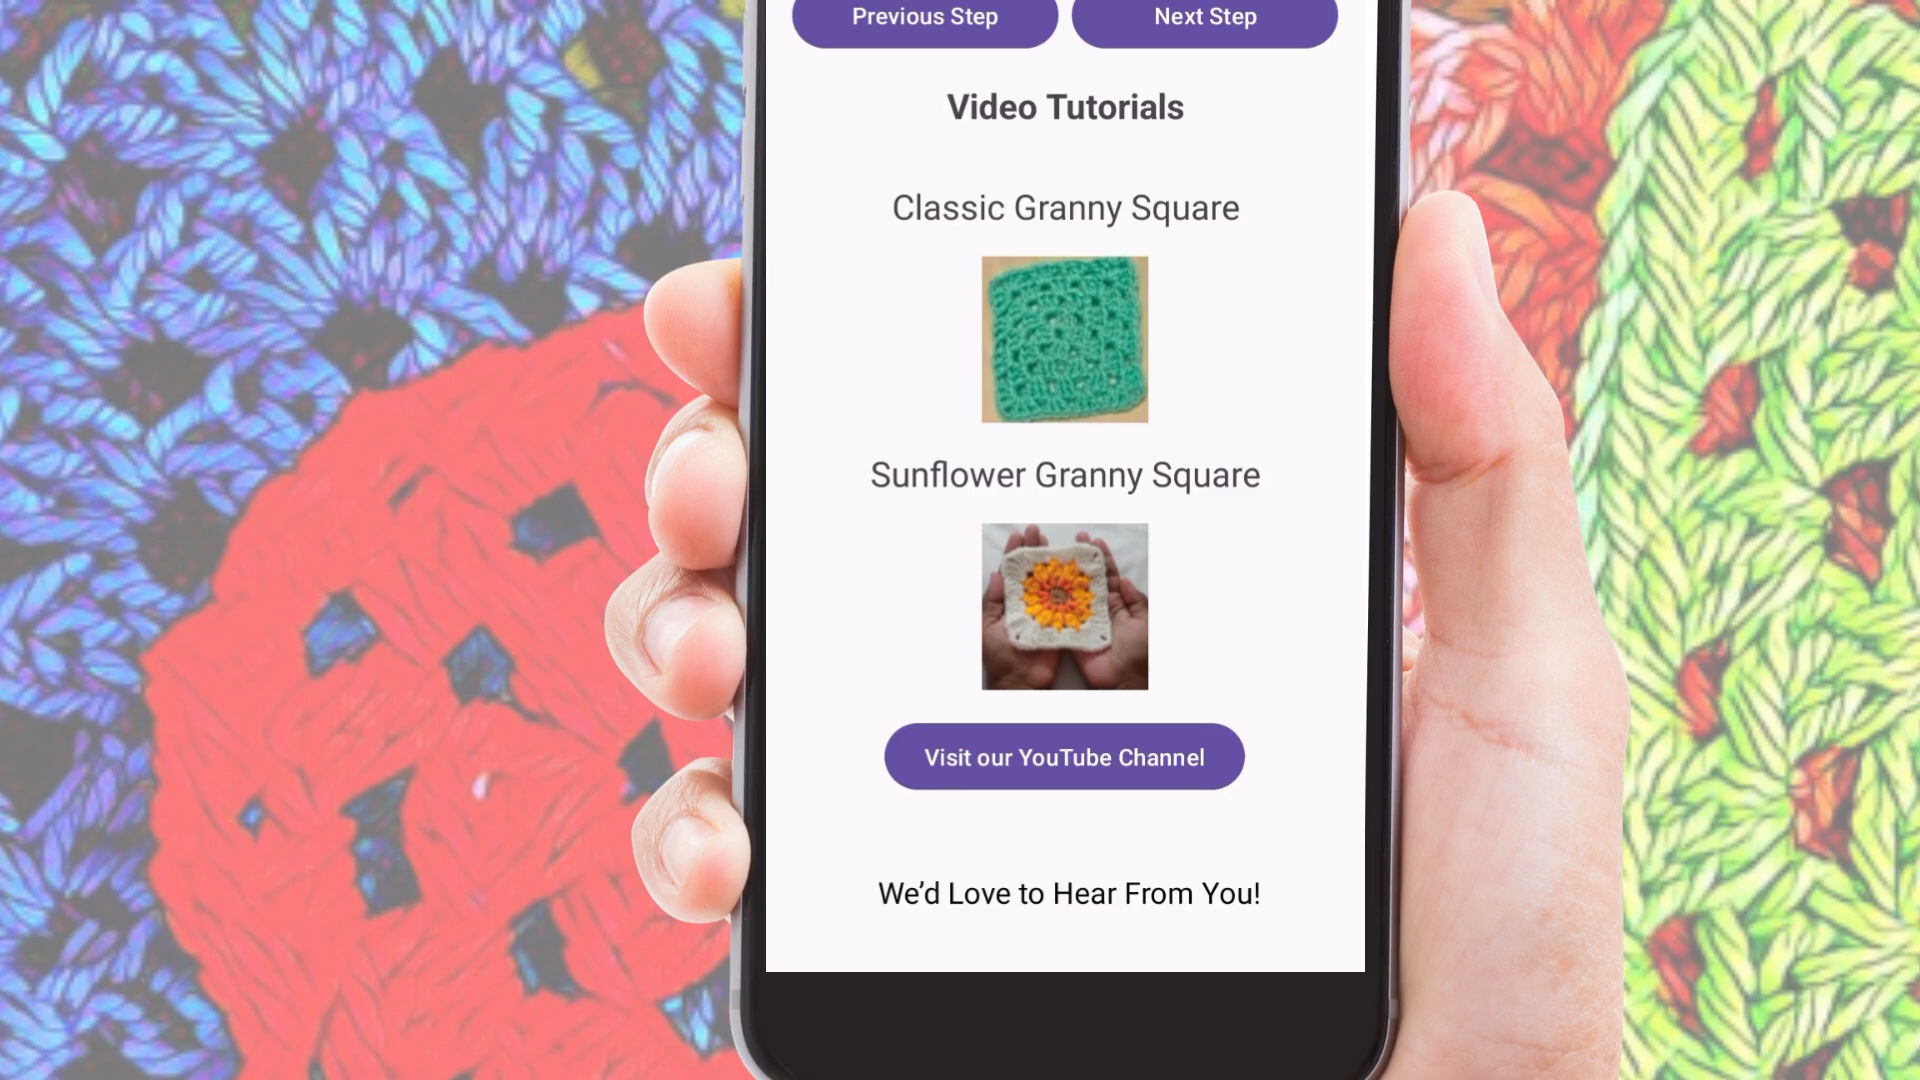 Previous Step
Next Step
Video Tutorials
Classic Granny Square
Sunflower Granny Square
Visit our YouTube Channel
We’d Love to Hear From You!